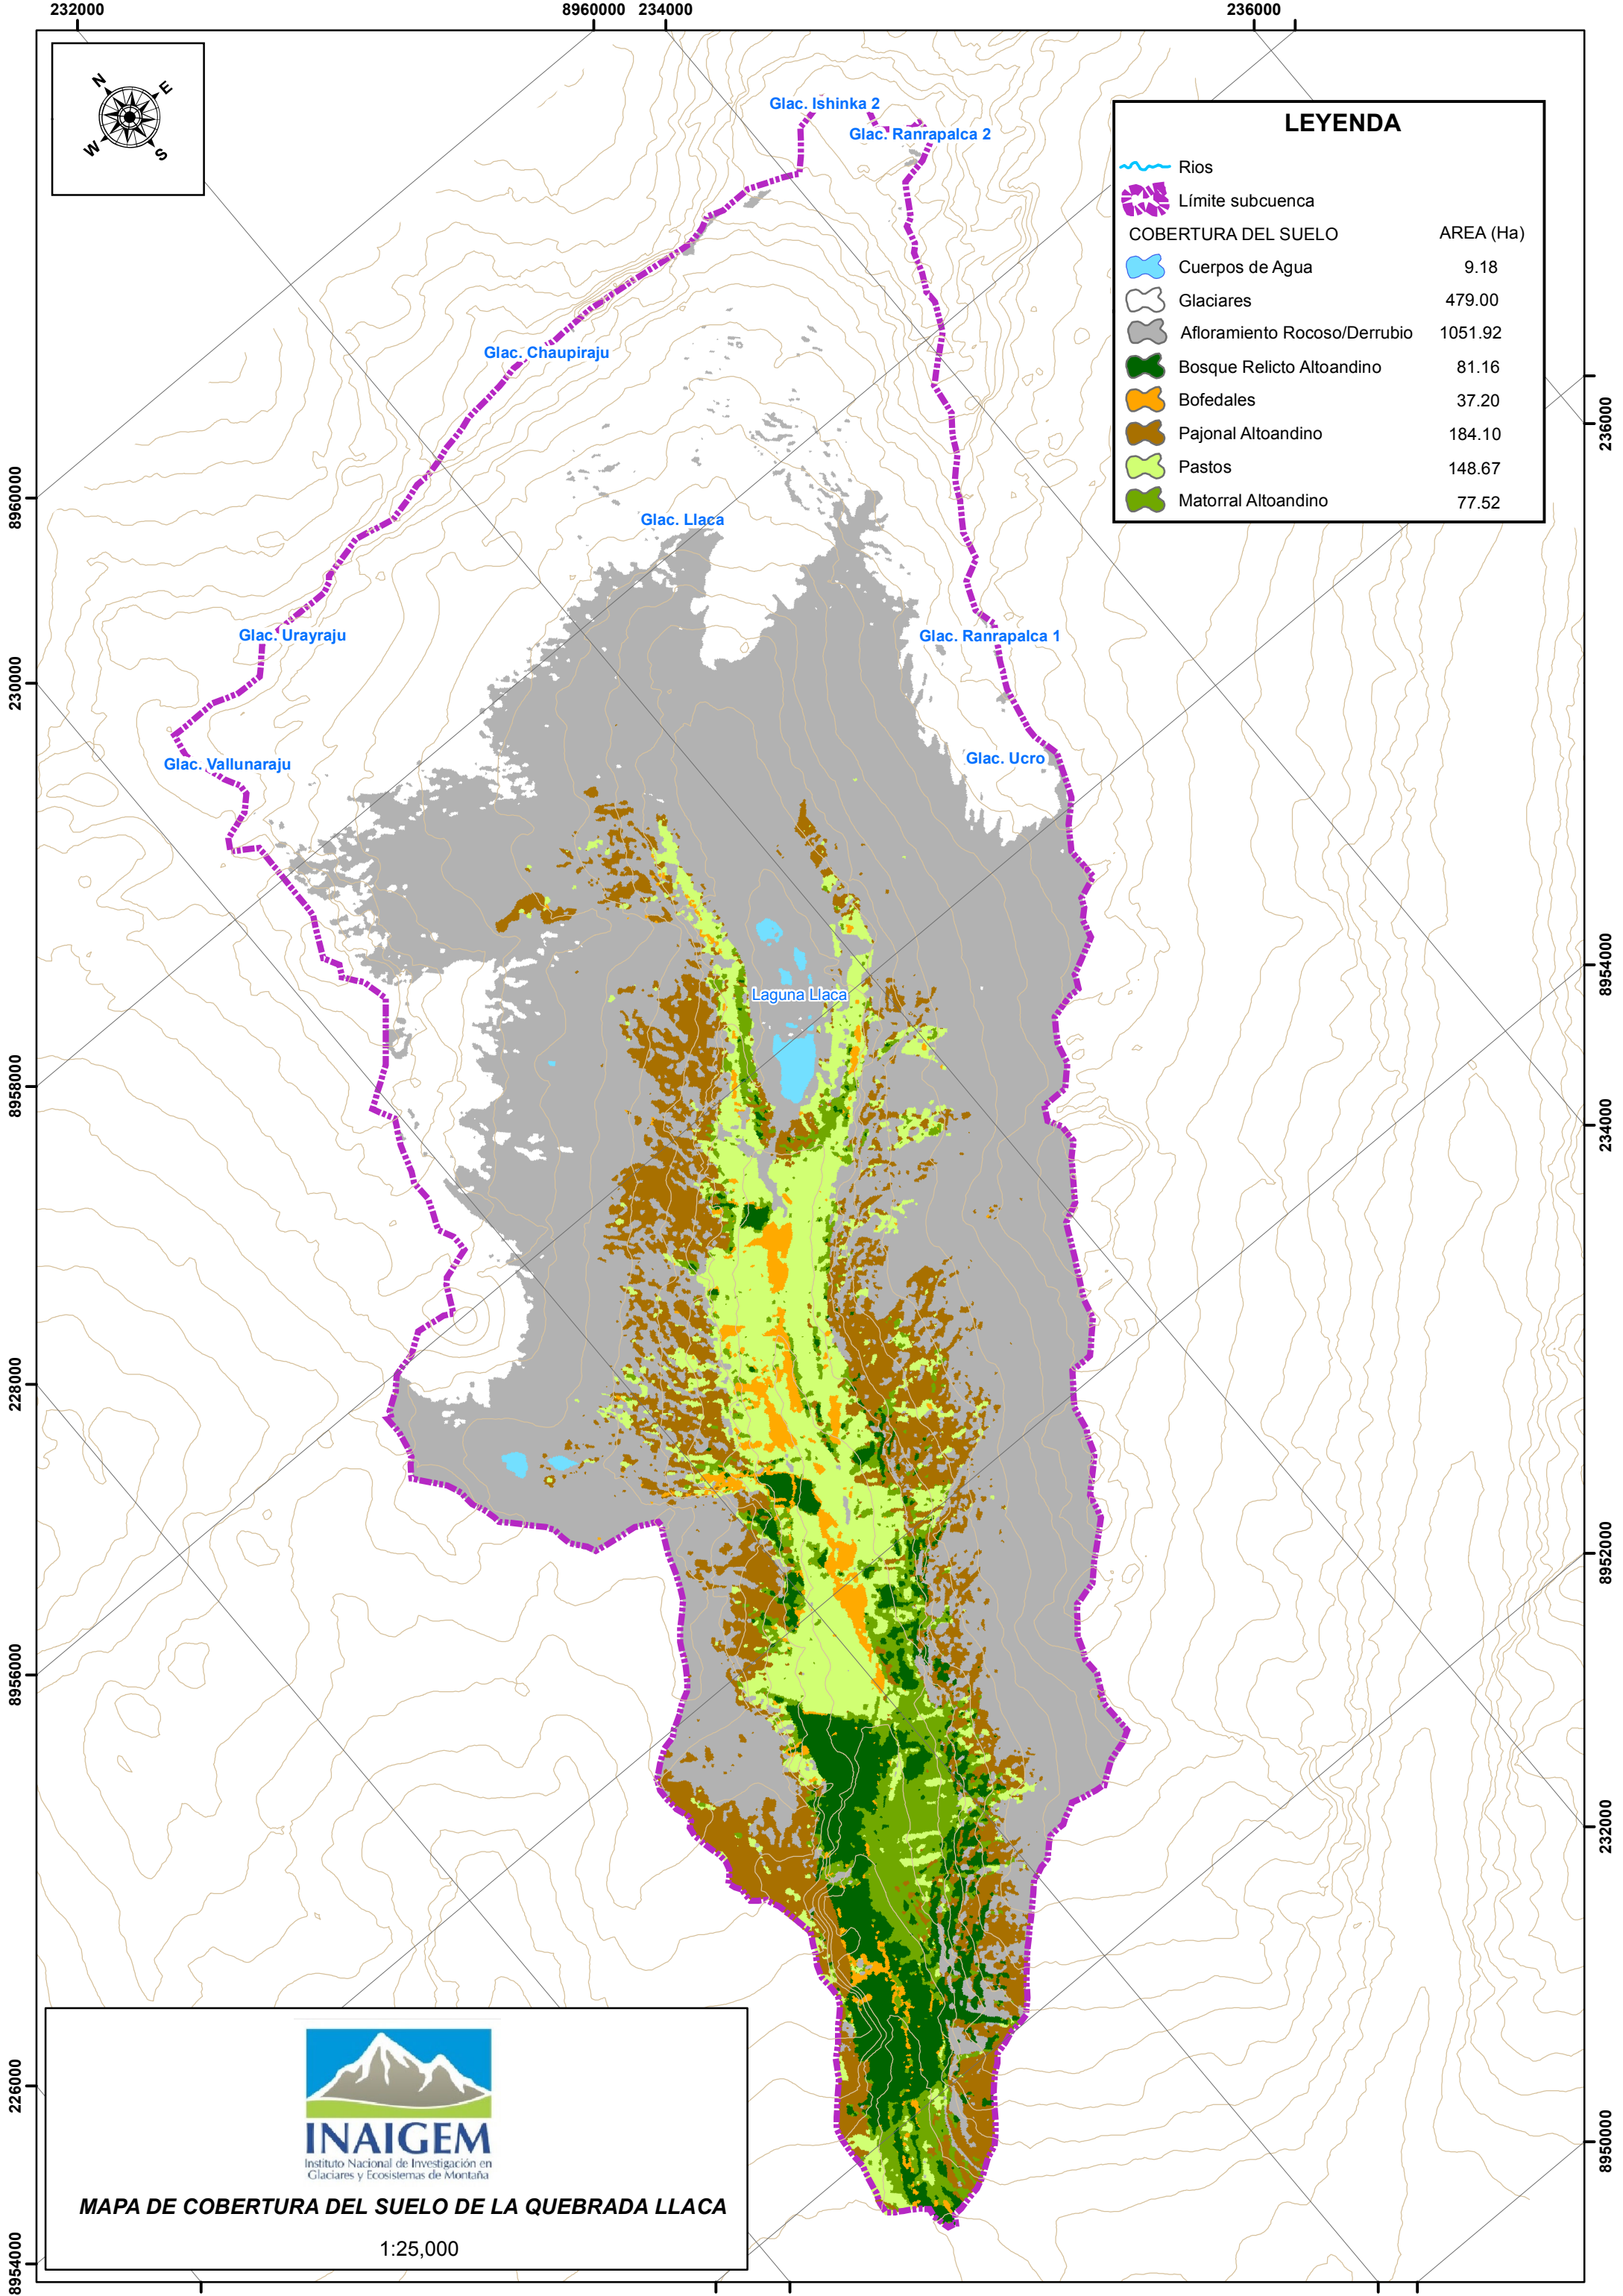 232000
8960000
234000
236000
N
E
W
S
Glac. Ishinka 2
Glac. Ranrapalca 2
LEYENDA
Rios
Límite subcuenca
COBERTURA DEL SUELO AREA (Ha)
Cuerpos de Agua 9.18
Glaciares 479.00
Afloramiento Rocoso/Derrubio 1051.92
Bosque Relicto Altoandino 81.16
Bofedales 37.20
Pajonal Altoandino 184.10
Pastos 148.67
Matorral Altoandino 77.52
Glac. Chaupiraju
236000
8960000
Glac. Llaca
Glac. Urayraju
Glac. Ranrapalca 1
230000
Glac. Vallunaraju
Glac. Ucro
8954000
Laguna Llaca
8958000
234000
228000
8952000
8956000
232000
226000
8950000
8954000
INAIGEM
Instituto Nacional de Investigación en
Glaciares y Ecosistemas de Montaña
MAPA DE COBERTURA DEL SUELO DE LA QUEBRADA LLACA
1:25,000